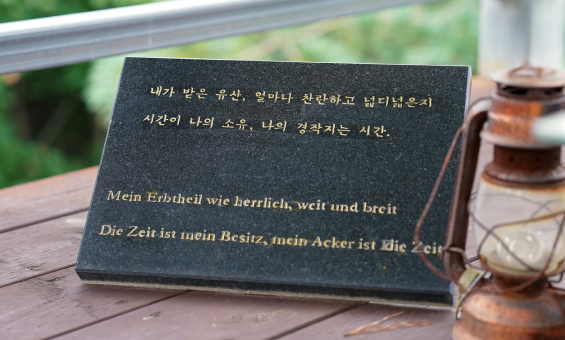 내가 받은 유산, 얼마나 찬란하고 넓디넓은지
시간이 나의 소유, 나의 경작지는 시간.
Mein Erbtheil wie herrlich, weit und breit
Die Zeit ist mein Besitz, mein Acker ist die Zeit